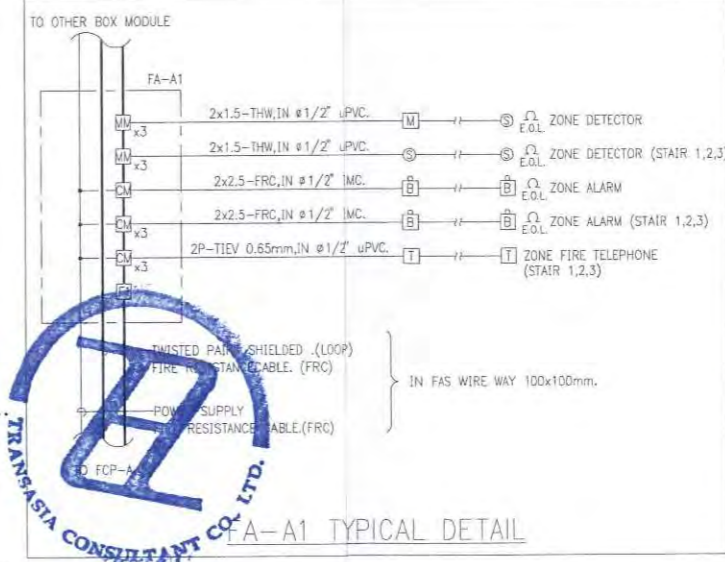 TO OTHER BOX MODULE
FA-A1
MM x3 2x1.5-THW,IN ø1/2" uPVC. M S Ω E.O.L. ZONE DETECTOR
MM x3 2x1.5-THW,IN ø1/2" uPVC. S S Ω E.O.L. ZONE DETECTOR (STAIR 1,2,3)
CM 2x2.5-FRC,IN ø1/2" IMC. B B Ω E.O.L. ZONE ALARM
CM x3 2x2.5-FRC,IN ø1/2" IMC. B B Ω E.O.L. ZONE ALARM (STAIR 1,2,3)
CM x3 2P-TIEV 0.65mm,IN ø1/2" uPVC. T T ZONE FIRE TELEPHONE
(STAIR 1,2,3)
TWISTED PAIR SHIELDED .(LOOP)
FIRE RESISTANCE CABLE. (FRC)
IN FAS WIRE WAY 100x100mm.
POWER SUPPLY
RESISTANCE CABLE.(FRC)
TO FCP-A
TRANSASIA CONSULTANT CO., LTD.
FA-A1 TYPICAL DETAIL